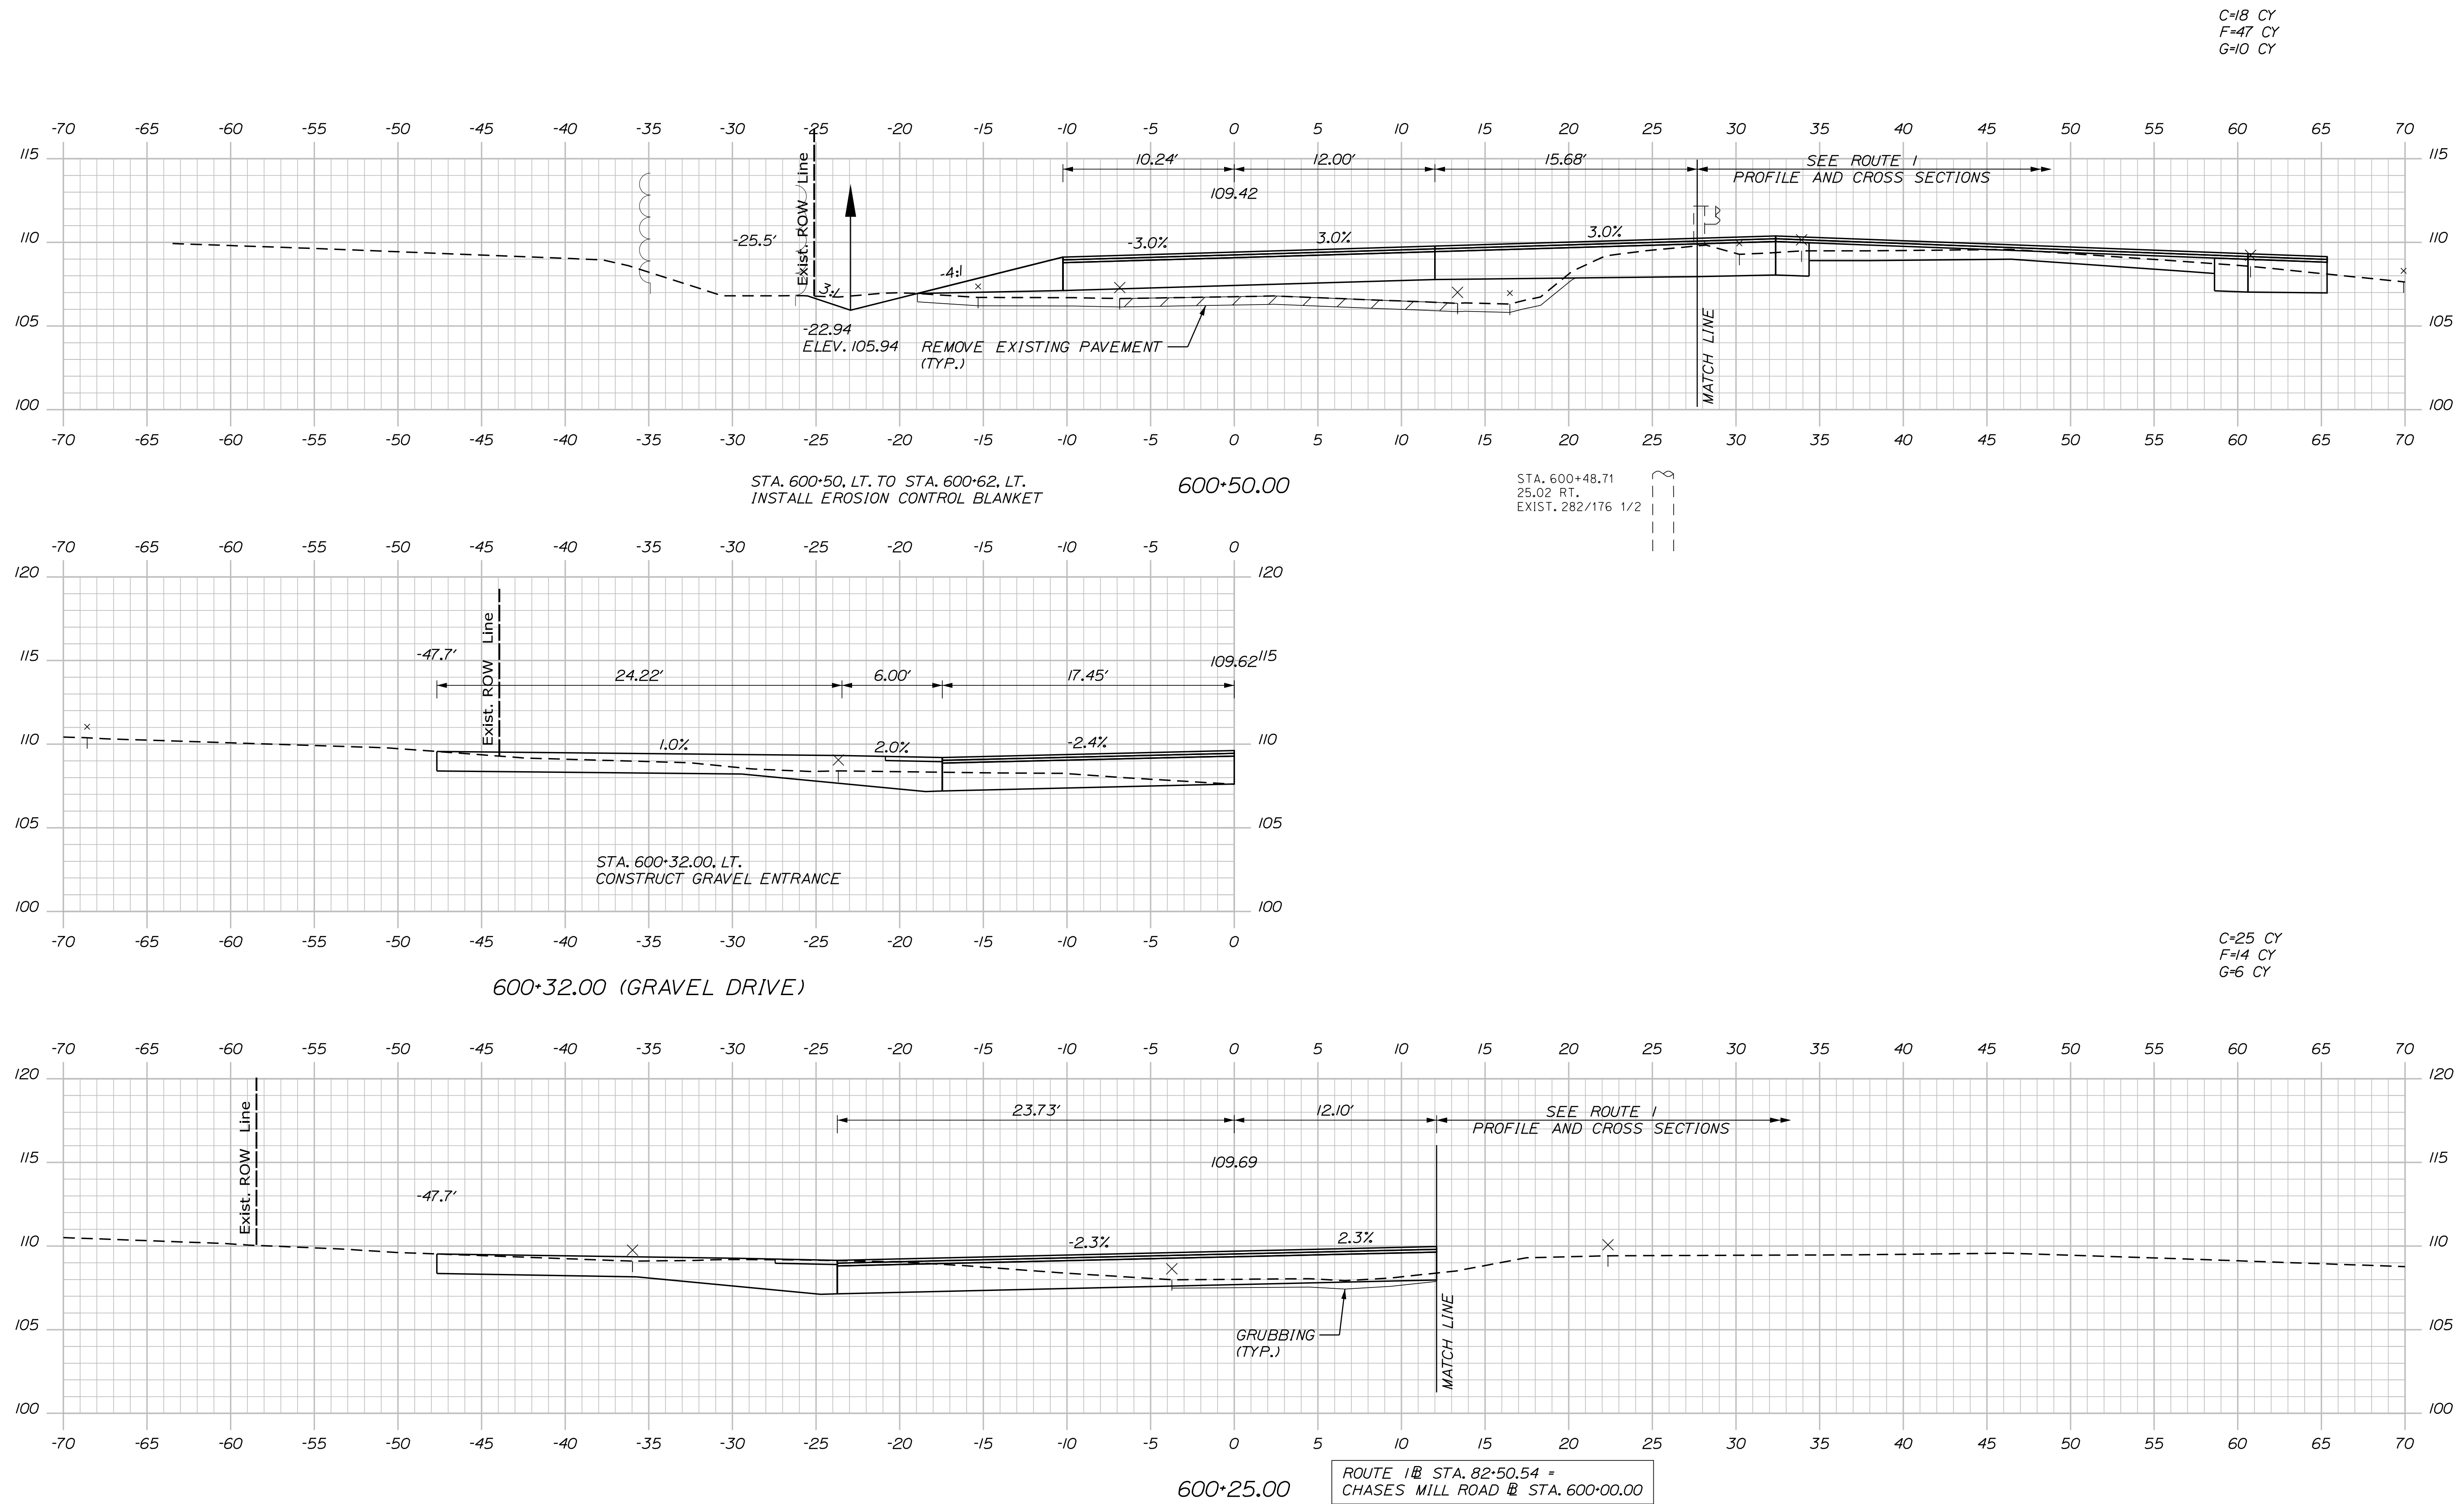 C=18 CY
F=47 CY
G=10 CY
-70 -65 -60 -55 -50 -45 -40 -35 -30 -25 -20 -15 -10 -5 0 5 10 15 20 25 30 35 40 45 50 55 60 65 70
115 115
10.24' 12.00' 15.68' SEE ROUTE 1
PROFILE AND CROSS SECTIONS
Exist. ROW Line
109.42
110 -25.5' -3.0% 3.0% 3.0% 110
-4:1
3:1
105 105
-22.94
ELEV. 105.94
REMOVE EXISTING PAVEMENT
(TYP.)
MATCH LINE
100 100
-70 -65 -60 -55 -50 -45 -40 -35 -30 -25 -20 -15 -10 -5 0 5 10 15 20 25 30 35 40 45 50 55 60 65 70
STA. 600+50, LT. TO STA. 600+62, LT.
INSTALL EROSION CONTROL BLANKET
600+50.00
STA. 600+48.71
25.02 RT.
EXIST. 282/176 1/2
-70 -65 -60 -55 -50 -45 -40 -35 -30 -25 -20 -15 -10 -5 0
120 120
Exist. ROW Line
115 -47.7' 109.62 115
24.22' 6.00' 17.45'
110 1.0% 2.0% -2.4% 110
105 105
STA. 600+32.00, LT.
CONSTRUCT GRAVEL ENTRANCE
100 100
-70 -65 -60 -55 -50 -45 -40 -35 -30 -25 -20 -15 -10 -5 0
C=25 CY
F=14 CY
G=6 CY
600+32.00 (GRAVEL DRIVE)
-70 -65 -60 -55 -50 -45 -40 -35 -30 -25 -20 -15 -10 -5 0 5 10 15 20 25 30 35 40 45 50 55 60 65 70
120 120
Exist. ROW Line
23.73' 12.10' SEE ROUTE 1
PROFILE AND CROSS SECTIONS
115 109.69 115
-47.7'
110 -2.3% 2.3% 110
105 105
GRUBBING
(TYP.)
MATCH LINE
100 100
-70 -65 -60 -55 -50 -45 -40 -35 -30 -25 -20 -15 -10 -5 0 5 10 15 20 25 30 35 40 45 50 55 60 65 70
600+25.00
ROUTE 1 BL STA. 82+50.54 =
CHASES MILL ROAD BL STA. 600+00.00